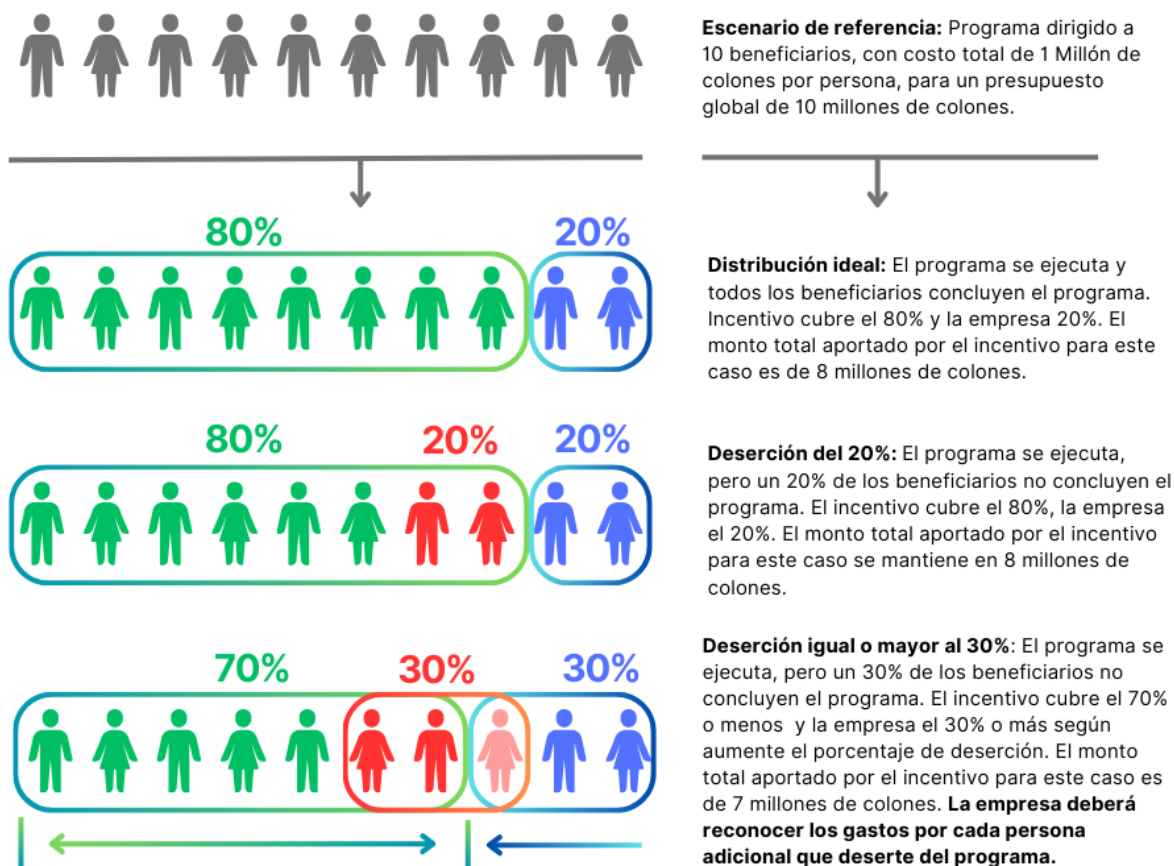 Escenario de referencia: Programa dirigido a
10 beneficiarios, con costo total de 1 Millón de
colones por persona, para un presupuesto
global de 10 millones de colones.
80%
20%
Distribución ideal: El programa se ejecuta y
todos los beneficiarios concluyen el programa.
Incentivo cubre el 80% y la empresa 20%. El
monto total aportado por el incentivo para este
caso es de 8 millones de colones.
80%
20%
20%
Deserción del 20%: El programa se ejecuta,
pero un 20% de los beneficiarios no concluyen el
programa. El incentivo cubre el 80%, la empresa
el 20%. El monto total aportado por el incentivo
para este caso se mantiene en 8 millones de
colones.
70%
30%
30%
Deserción igual o mayor al 30%: El programa se
ejecuta, pero un 30% de los beneficiarios no
concluyen el programa. El incentivo cubre el 70%
o menos y la empresa el 30% o más según
aumente el porcentaje de deserción. El monto
total aportado por el incentivo para este caso es
de 7 millones de colones. La empresa deberá
reconocer los gastos por cada persona
adicional que deserte del programa.